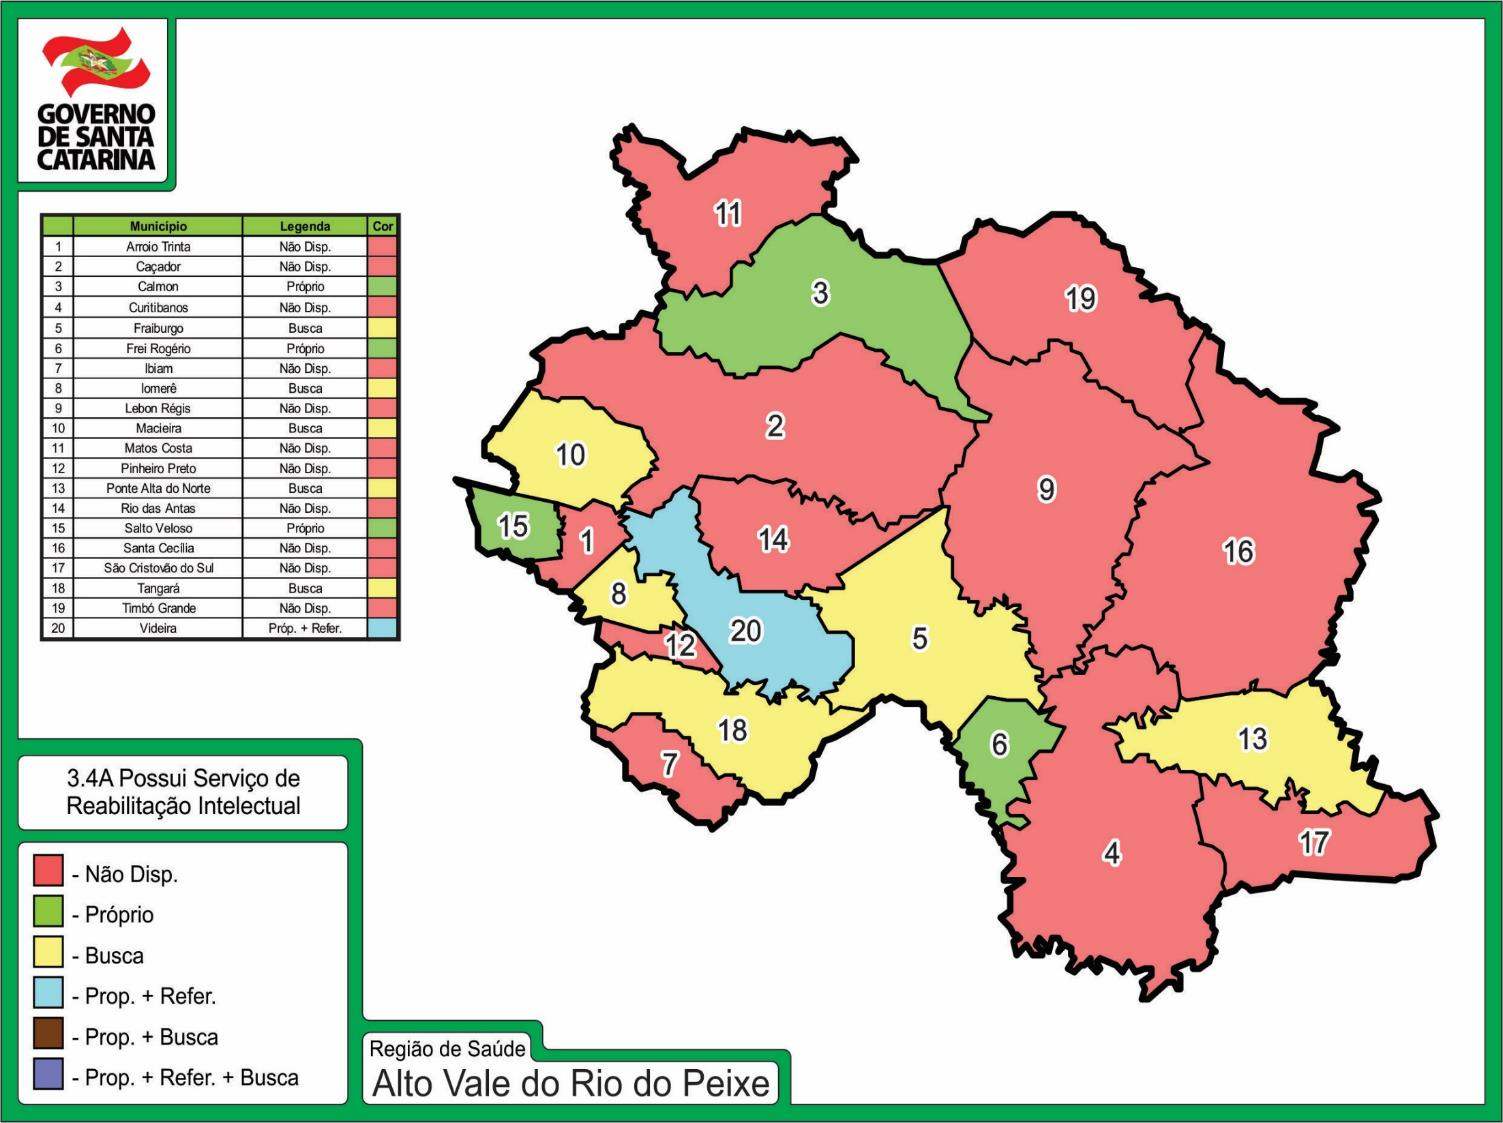 GOVERNO
DE SANTA
CATARINA
Município Legenda Cor
1 Arroio Trinta Não Disp.
2 Caçador Não Disp.
3 Calmon Próprio
4 Curitibanos Não Disp.
5 Fraiburgo Busca
6 Frei Rogério Próprio
7 Ibiam Não Disp.
8 Iomerê Busca
9 Lebon Régis Não Disp.
10 Macieira Busca
11 Matos Costa Não Disp.
12 Pinheiro Preto Não Disp.
13 Ponte Alta do Norte Busca
14 Rio das Antas Não Disp.
15 Salto Veloso Próprio
16 Santa Cecília Não Disp.
17 São Cristovão do Sul Não Disp.
18 Tangará Busca
19 Timbó Grande Não Disp.
20 Videira Próp. + Refer.
11
3
19
2
10
9
15
1
14
16
8
20
5
12
18
6
13
7
4
17
3.4A Possui Serviço de
Reabilitação Intelectual
- Não Disp.
- Próprio
- Busca
- Prop. + Refer.
- Prop. + Busca
- Prop. + Refer. + Busca
Região de Saúde
Alto Vale do Rio do Peixe